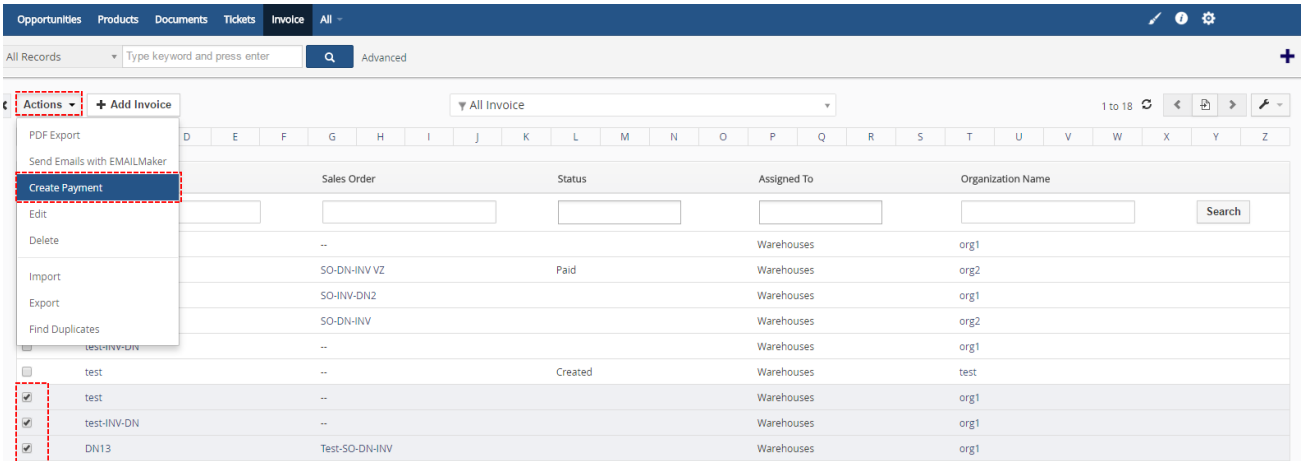 Opportunities Products Documents Tickets Invoice All
All Records Type keyword and press enter Advanced
Actions + Add Invoice All Invoice 1 to 18
PDF Export
D E F G H I J K L M N O P Q R S T U V W X Y Z
Send Emails with EMAILMaker
Sales Order Status Assigned To Organization Name
Create Payment
Edit Search
Delete -- Warehouses org1
Import SO-DN-INV VZ Paid Warehouses org2
Export SO-INV-DN2 Warehouses org1
Find Duplicates SO-DN-INV Warehouses org2
test-INV-DN -- Warehouses org1
test -- Created Warehouses test
test -- Warehouses org1
test-INV-DN -- Warehouses org1
DN13 Test-SO-DN-INV Warehouses org1